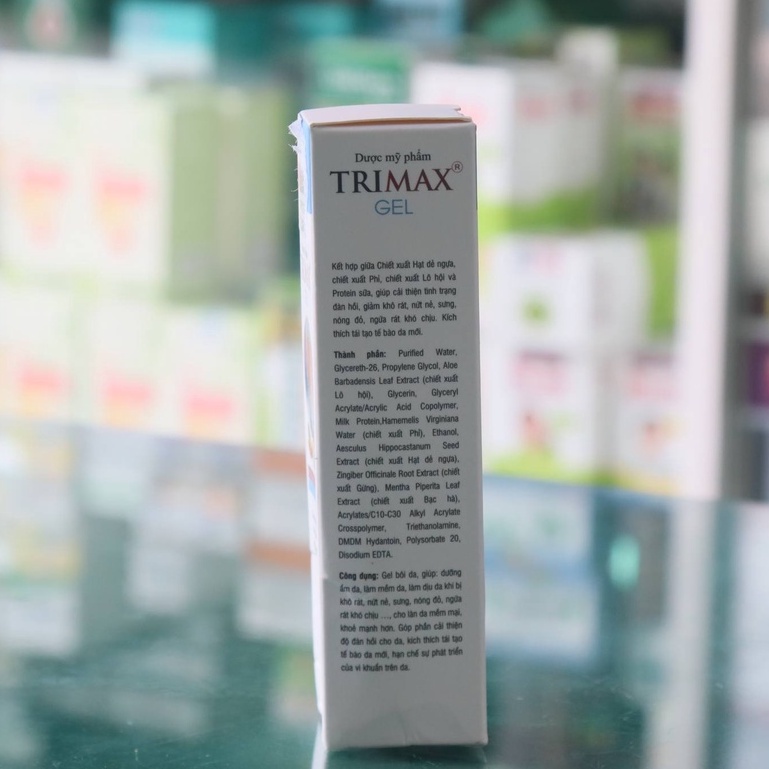 Dược mỹ phẩm
TRIMAX®
GEL
Kết hợp giữa Chiết xuất Hạt dẻ ngựa,
chiết xuất Phỉ, chiết xuất Lô hội và
Protein sữa, giúp cải thiện tình trạng
đàn hồi, giảm khô rát, nứt nẻ, sưng,
nóng đỏ, ngứa rát khó chịu. Kích
thích tái tạo tế bào da mới.
Thành phần: Purified Water,
Glycereth-26, Propylene Glycol, Aloe
Barbadensis Leaf Extract (chiết xuất
Lô hội), Glycerin, Glyceryl
Acrylate/Acrylic Acid Copolymer,
Milk Protein,Hamemelis Virginiana
Water (chiết xuất Phỉ), Ethanol,
Aesculus Hippocastanum Seed
Extract (chiết xuất Hạt dẻ ngựa),
Zingiber Officinale Root Extract (chiết
xuất Gừng), Mentha Piperita Leaf
Extract (chiết xuất Bạc hà),
Acrylates/C10-C30 Alkyl Acrylate
Crosspolymer, Triethanolamine,
DMDM Hydantoin, Polysorbate 20,
Disodium EDTA.
Công dụng: Gel bôi da, giúp: dưỡng
ẩm da, làm mềm da, làm dịu da khi bị
khô rát, nứt nẻ, sưng, nóng đỏ, ngứa
rát khó chịu ...., cho làn da mềm mại,
khoẻ mạnh hơn. Góp phần cải thiện
độ đàn hồi cho da, kích thích tái tạo
tế bào da mới, hạn chế sự phát triển
của vi khuẩn trên da.